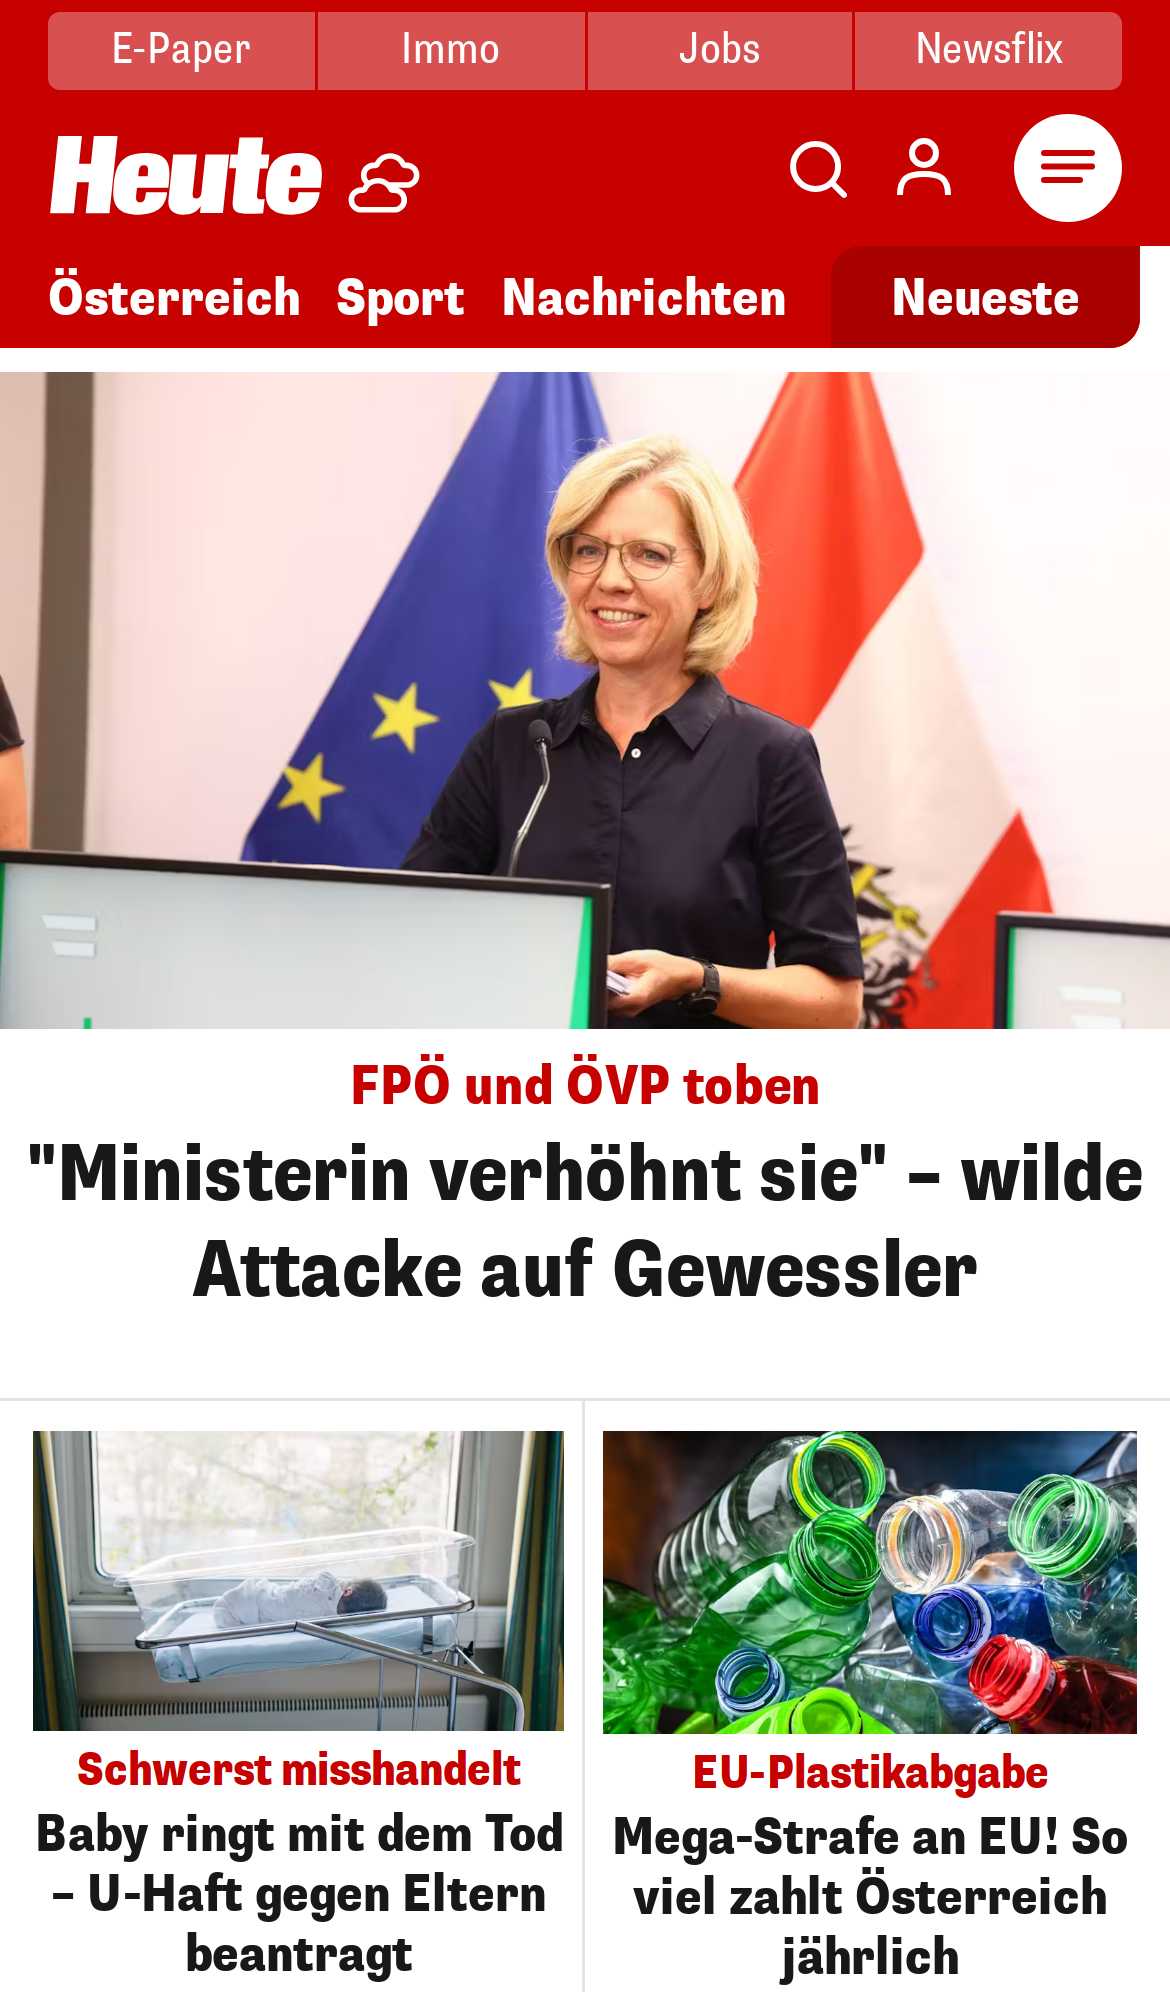 E-Paper
Immo
Jobs
Newsflix
Heute
Österreich
Sport
Nachrichten
Neueste
FPÖ und ÖVP toben
"Ministerin verhöhnt sie" – wilde
Attacke auf Gewessler
Schwerst misshandelt
Baby ringt mit dem Tod
– U-Haft gegen Eltern
beantragt
EU-Plastikabgabe
Mega-Strafe an EU! So
viel zahlt Österreich
jährlich